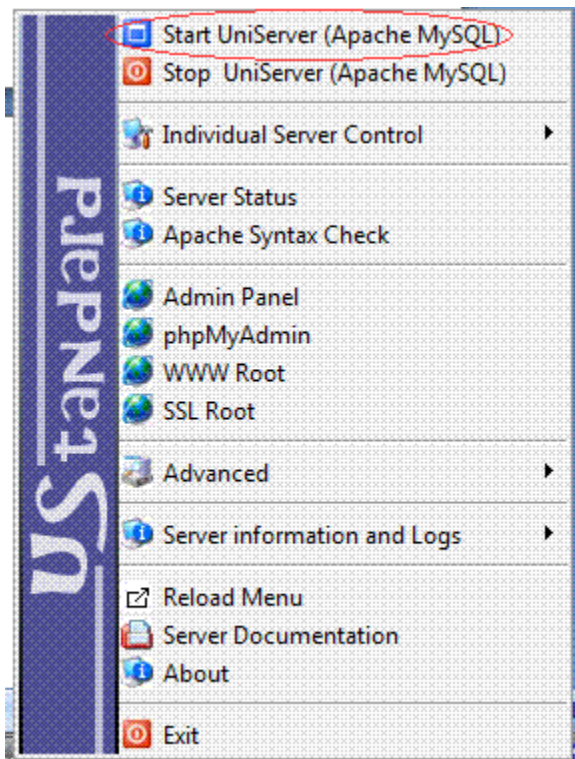 Start UniServer (Apache MySQL)
Stop  UniServer (Apache MySQL)
Individual Server Control
Server Status
Apache Syntax Check
Admin Panel
phpMyAdmin
WWW Root
SSL Root
Advanced
Server information and Logs
Reload Menu
Server Documentation
About
Exit
UStaNdard